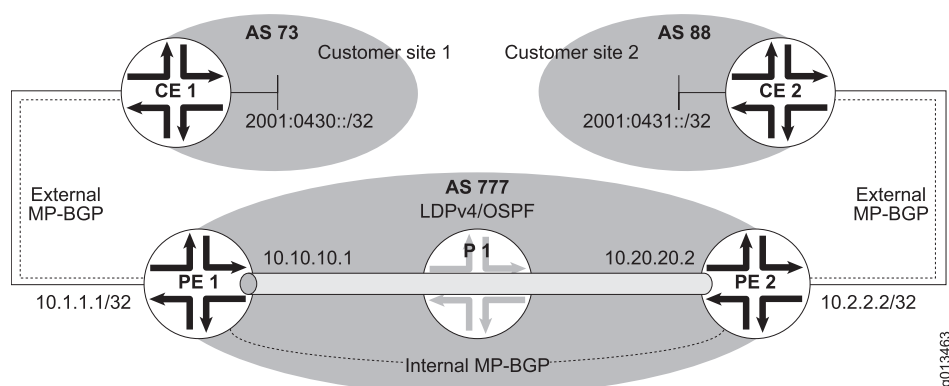 AS 73
Customer site 1
CE 1
2001:0430::/32
AS 88
Customer site 2
CE 2
2001:0431::/32
External
MP-BGP
External
MP-BGP
AS 777
LDPv4/OSPF
P 1
10.10.10.1
10.20.20.2
PE 1
PE 2
10.1.1.1/32
10.2.2.2/32
Internal MP-BGP
g013463